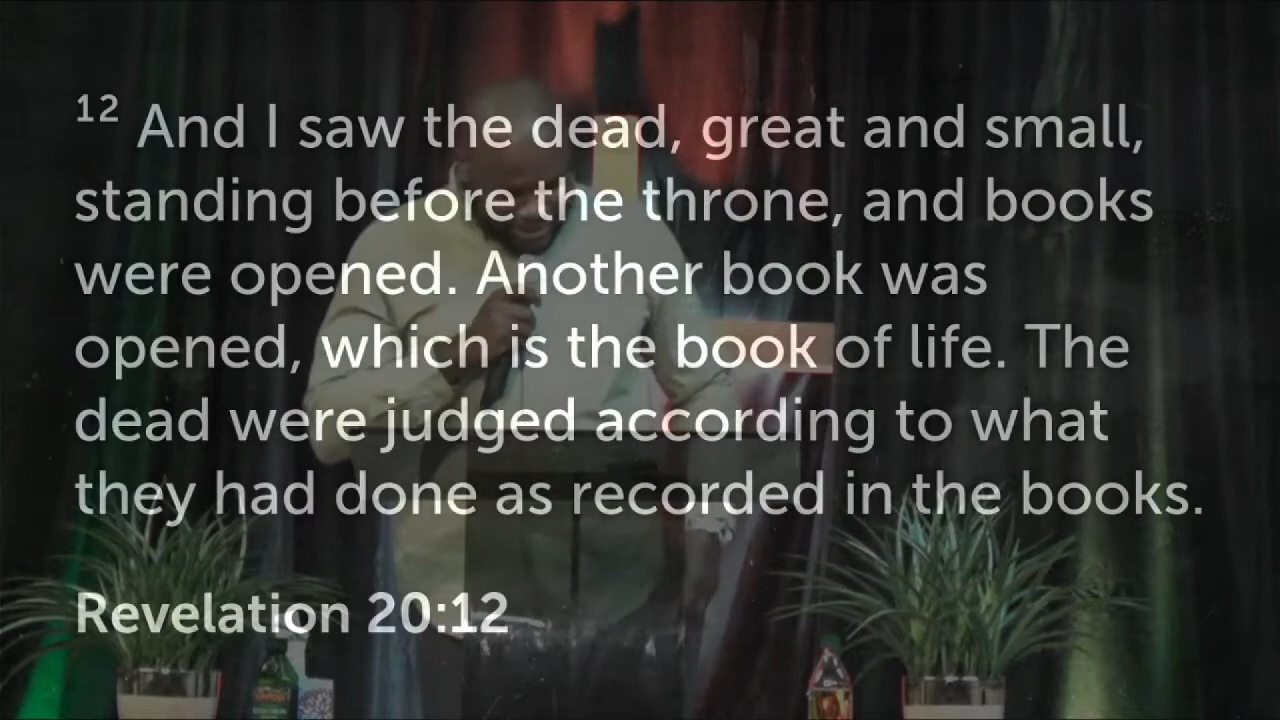 12 And I saw the dead, great and small,
standing before the throne, and books
were opened. Another book was
opened, which is the book of life. The
dead were judged according to what
they had done as recorded in the books.
Revelation 20:12